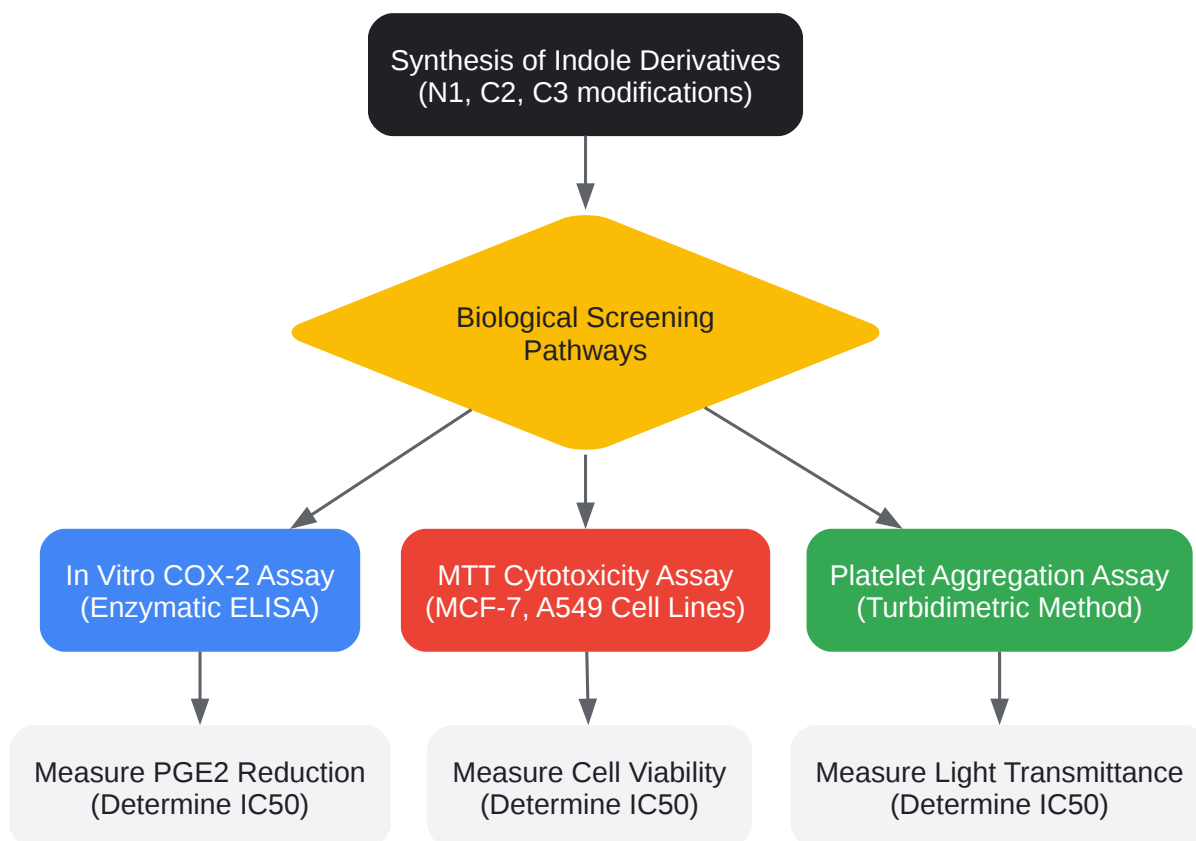 Synthesis of Indole Derivatives
(N1, C2, C3 modifications)
Biological Screening
Pathways
In Vitro COX-2 Assay
(Enzymatic ELISA)
MTT Cytotoxicity Assay
(MCF-7, A549 Cell Lines)
Platelet Aggregation Assay
(Turbidimetric Method)
Measure PGE2 Reduction
(Determine IC50)
Measure Cell Viability
(Determine IC50)
Measure Light Transmittance
(Determine IC50)